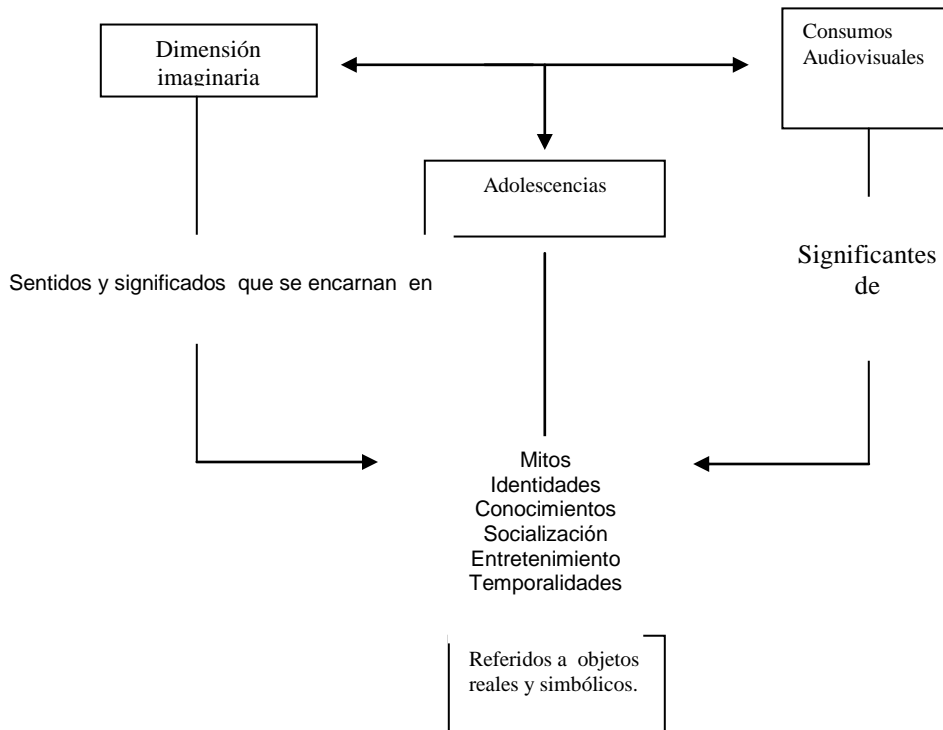 Dimensión
imaginaria
Consumos
Audiovisuales
Adolescencias
Sentidos y significados que se encarnan en
Significantes
de
Mitos
Identidades
Conocimientos
Socialización
Entretenimiento
Temporalidades
Referidos a objetos
reales y simbólicos.